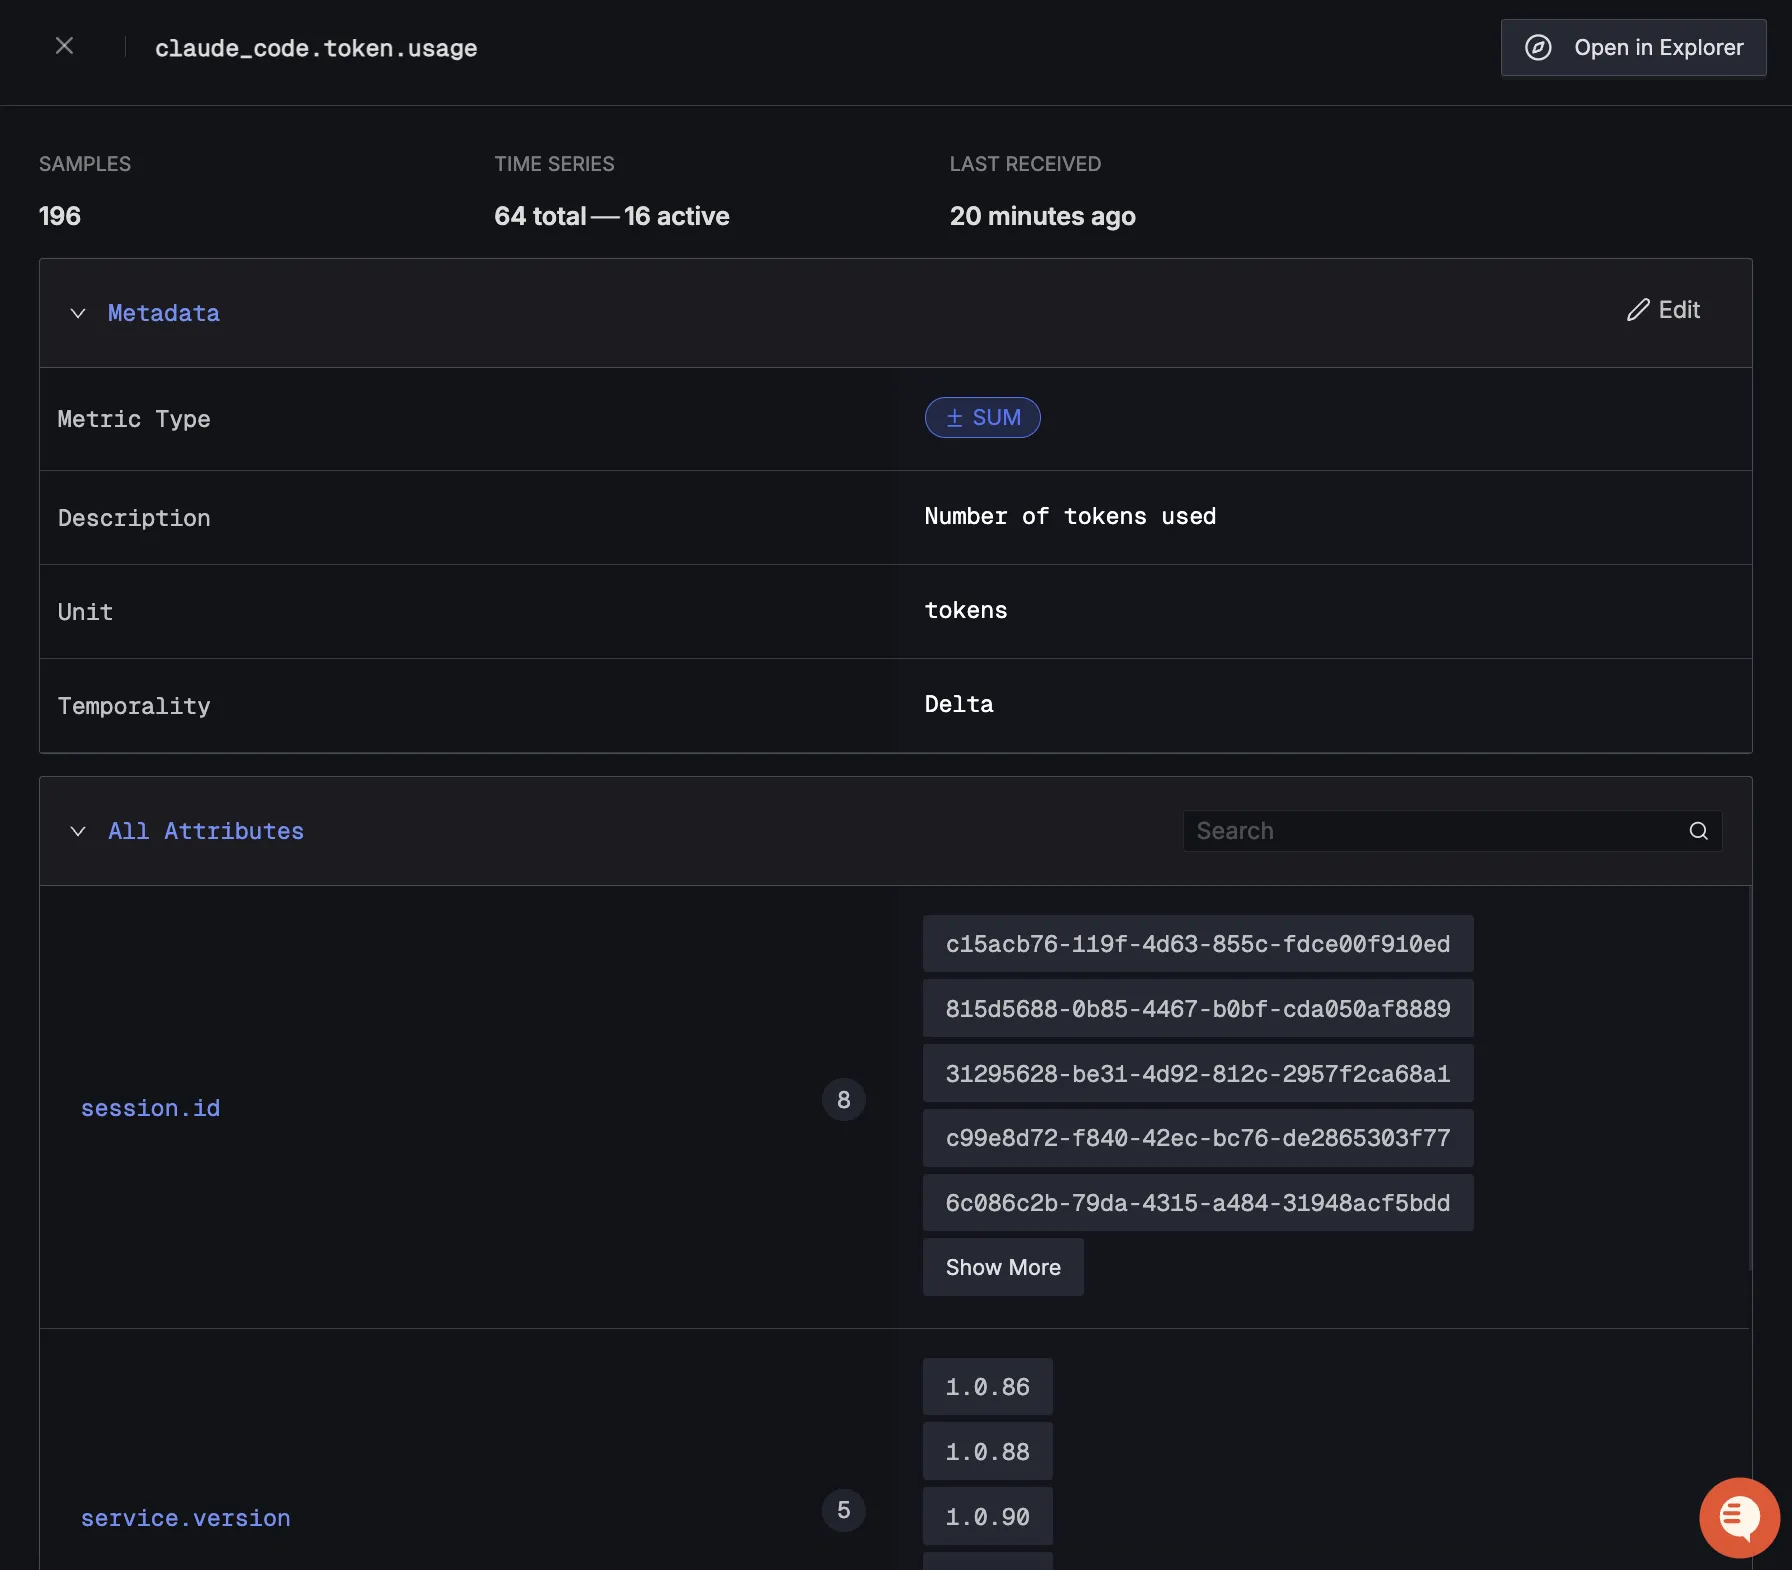 claude_code.token.usage
Open in Explorer
SAMPLES
TIME SERIES
LAST RECEIVED
196
64 total — 16 active
20 minutes ago
Metadata
Edit
Metric Type
± SUM
Description
Number of tokens used
Unit
tokens
Temporality
Delta
All Attributes
Search
session.id
8
c15acb76-119f-4d63-855c-fdce00f910ed
815d5688-0b85-4467-b0bf-cda050af8889
31295628-be31-4d92-812c-2957f2ca68a1
c99e8d72-f840-42ec-bc76-de2865303f77
6c086c2b-79da-4315-a484-31948acf5bdd
Show More
service.version
5
1.0.86
1.0.88
1.0.90